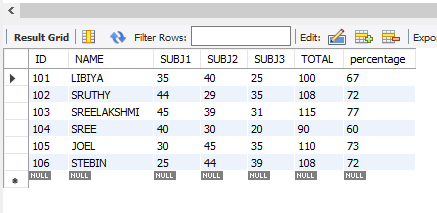 Result Grid Filter Rows: Edit: Expo
ID NAME SUBJ1 SUBJ2 SUBJ3 TOTAL percentage
101 LIBIYA 35 40 25 100 67
102 SRUTHY 44 29 35 108 72
103 SREELAKSHMI 45 39 31 115 77
104 SREE 40 30 20 90 60
105 JOEL 30 45 35 110 73
106 STEBIN 25 44 39 108 72
NULL NULL NULL NULL NULL NULL NULL